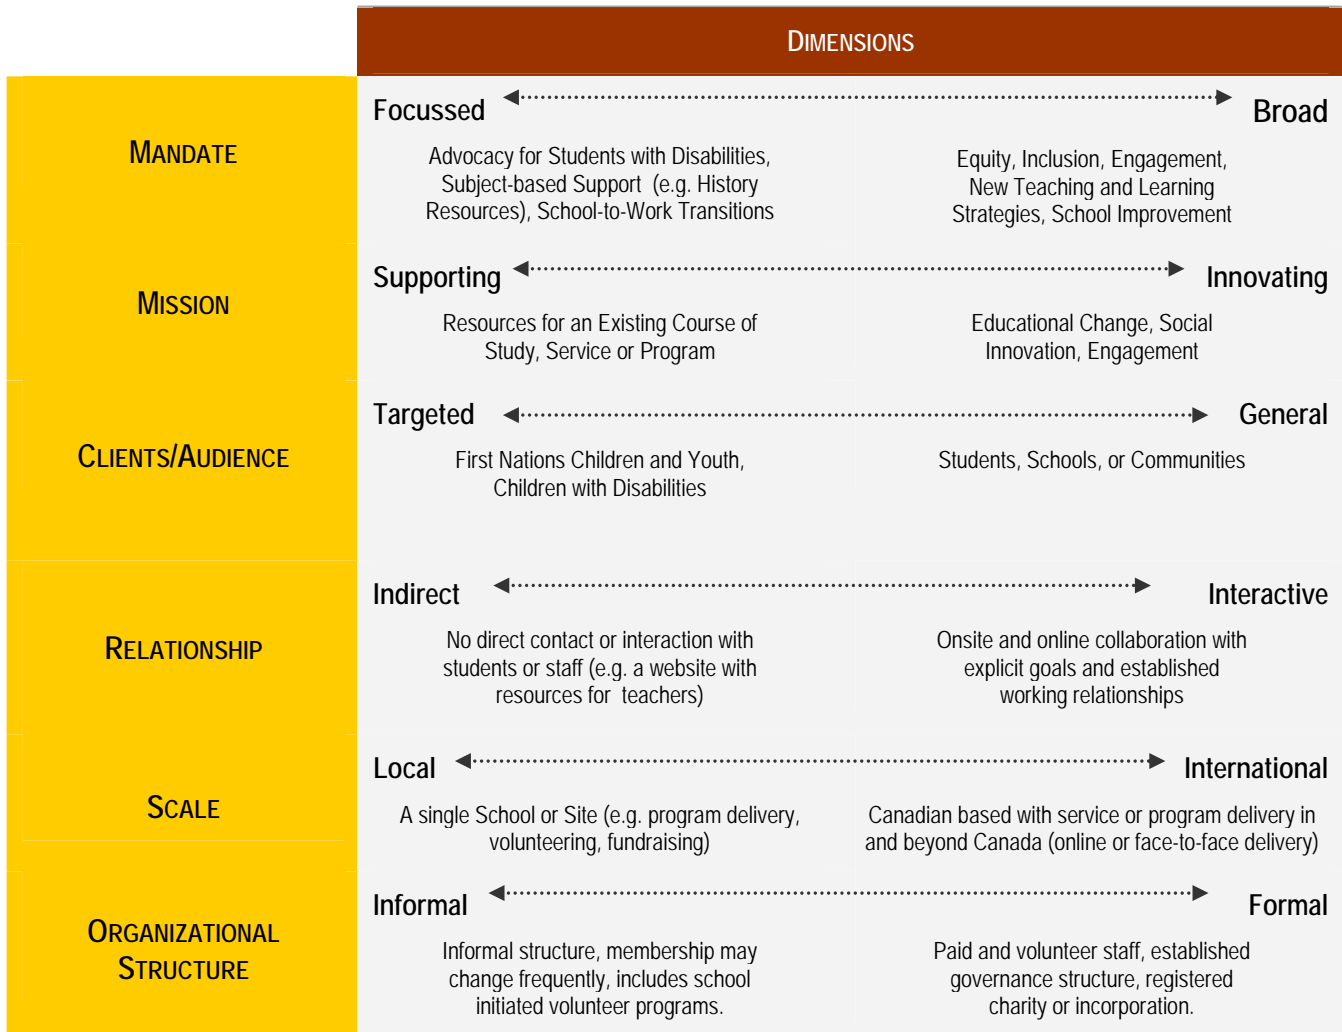 DIMENSIONS
MANDATE
Focussed
Broad
Advocacy for Students with Disabilities,
Subject-based Support (e.g. History
Resources), School-to-Work Transitions
Equity, Inclusion, Engagement,
New Teaching and Learning
Strategies, School Improvement
MISSION
Supporting
Innovating
Resources for an Existing Course of
Study, Service or Program
Educational Change, Social
Innovation, Engagement
CLIENTS/AUDIENCE
Targeted
General
First Nations Children and Youth,
Children with Disabilities
Students, Schools, or Communities
RELATIONSHIP
Indirect
Interactive
No direct contact or interaction with
students or staff (e.g. a website with
resources for teachers)
Onsite and online collaboration with
explicit goals and established
working relationships
SCALE
Local
International
A single School or Site (e.g. program delivery,
volunteering, fundraising)
Canadian based with service or program delivery in
and beyond Canada (online or face-to-face delivery)
ORGANIZATIONAL
STRUCTURE
Informal
Formal
Informal structure, membership may
change frequently, includes school
initiated volunteer programs.
Paid and volunteer staff, established
governance structure, registered
charity or incorporation.